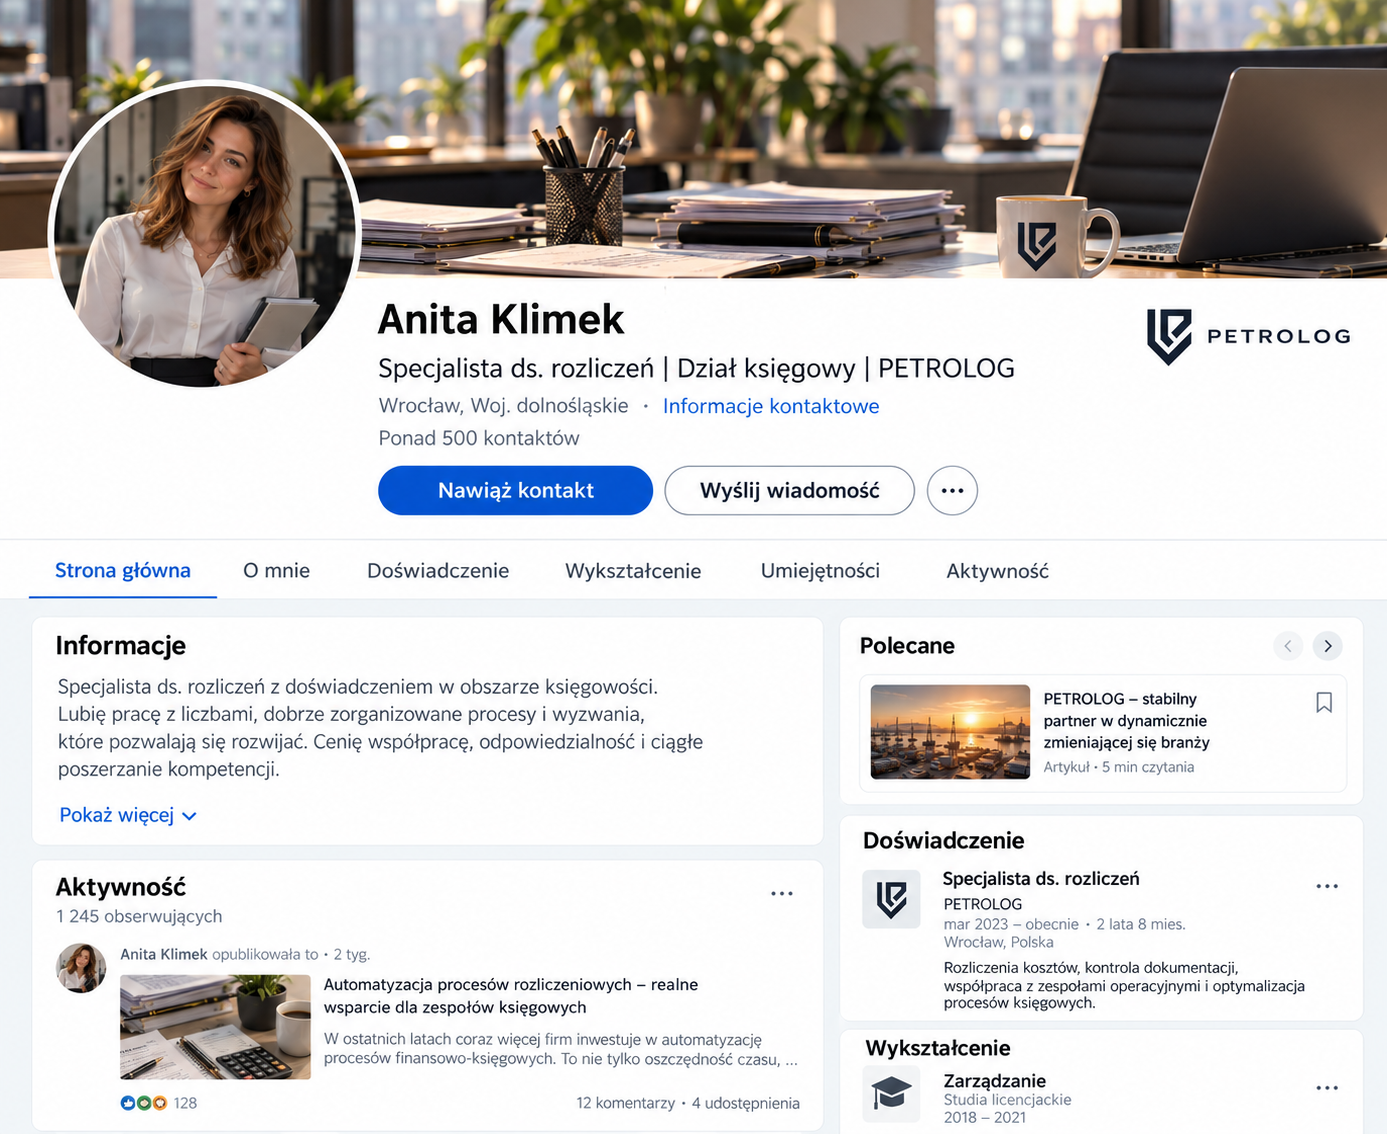 Anita Klimek
Specjalista ds. rozliczeń | Dział księgowy | PETROLOG
Wrocław, Woj. dolnośląskie · Informacje kontaktowe
Ponad 500 kontaktów
Nawiąż kontakt
Wyślij wiadomość
PETROLOG
Strona główna
O mnie
Doświadczenie
Wykształcenie
Umiejętności
Aktywność
Informacje
Specjalista ds. rozliczeń z doświadczeniem w obszarze księgowości.
Lubię pracę z liczbami, dobrze zorganizowane procesy i wyzwania,
które pozwalają się rozwijać. Cenię współpracę, odpowiedzialność i ciągłe
poszerzanie kompetencji.
Pokaż więcej
Aktywność
1 245 obserwujących
Anita Klimek opublikowała to • 2 tyg.
Automatyzacja procesów rozliczeniowych – realne
wsparcie dla zespołów księgowych
W ostatnich latach coraz więcej firm inwestuje w automatyzację
procesów finansowo-księgowych. To nie tylko oszczędność czasu, ...
128
12 komentarzy • 4 udostępnienia
Polecane
PETROLOG – stabilny
partner w dynamicznie
zmieniającej się branży
Artykuł • 5 min czytania
Doświadczenie
Specjalista ds. rozliczeń
PETROLOG
mar 2023 – obecnie • 2 lata 8 mies.
Wrocław, Polska
Rozliczenia kosztów, kontrola dokumentacji,
współpraca z zespołami operacyjnymi i optymalizacja
procesów księgowych.
Wykształcenie
Zarządzanie
Studia licencjackie
2018 – 2021